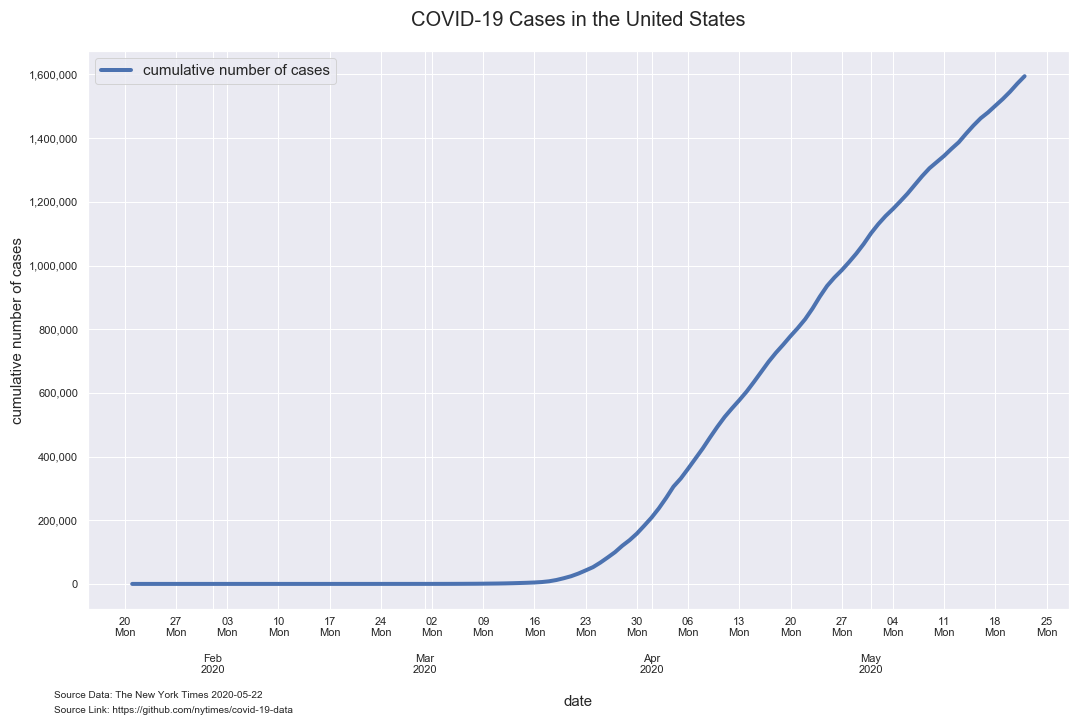 COVID-19 Cases in the United States
cumulative number of cases
1,600,000
1,400,000
1,200,000
1,000,000
800,000
600,000
400,000
200,000
0
cumulative number of cases
20 27 03 10 17 24 02 09 16 23 30 06 13 20 27 04 11 18 25
Mon Mon Mon Mon Mon Mon Mon Mon Mon Mon Mon Mon Mon Mon Mon Mon Mon Mon Mon
Feb Mar Apr May
2020 2020 2020 2020
date
Source Data: The New York Times 2020-05-22
Source Link: https://github.com/nytimes/covid-19-data